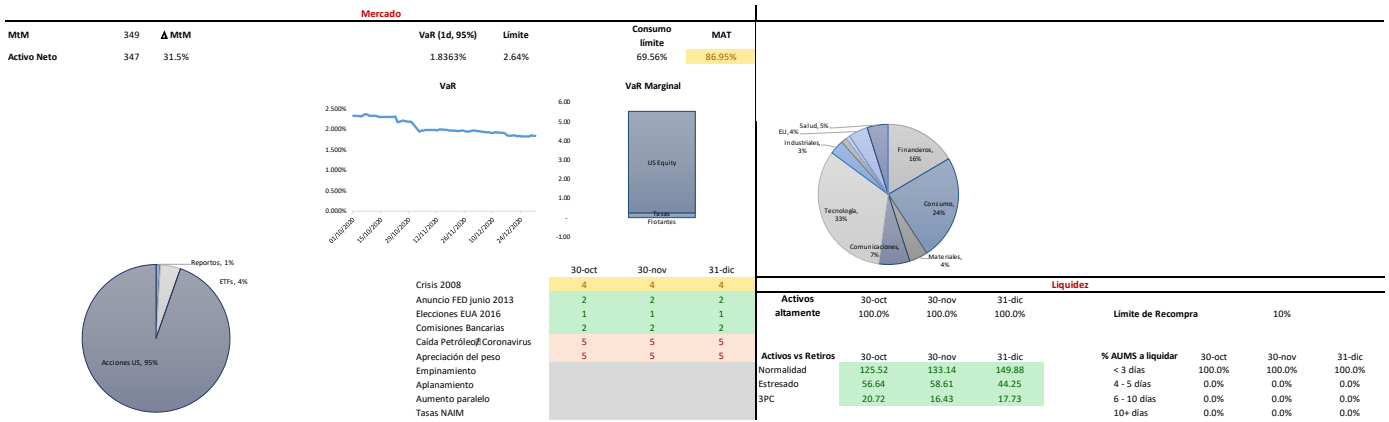 Mercado
MtM 349 Δ MtM VaR (1d, 95%) Límite Consumo límite MAT
Activo Neto 347 31.5% 1.8363% 2.64% 69.56% 86.95%
VaR
2.500%
2.000%
1.500%
1.000%
0.500%
0.000%
01/10/2020 15/10/2020 29/10/2020 12/11/2020 26/11/2020 10/12/2020 24/12/2020
VaR Marginal
6.00
5.00
4.00
3.00
2.00
1.00
-
-1.00
US Equity
Tasas
Flotantes
Salud, 5%
EU, 4%
Industriales, 3%
Financieros, 16%
Consumo, 24%
Tecnología, 33%
Comunicaciones, 7%
Materiales, 4%
Reportos, 1%
ETFs, 4%
Acciones US, 95%
30-oct 30-nov 31-dic
Crisis 2008 4 4 4
Anuncio FED junio 2013 2 2 2
Elecciones EUA 2016 1 1 1
Comisiones Bancarias 2 2 2
Caída Petróleo/Coronavirus 5 5 5
Apreciación del peso 5 5 5
Empinamiento
Aplanamiento
Aumento paralelo
Tasas NAIM
Liquidez
Activos altamente 30-oct 30-nov 31-dic
100.0% 100.0% 100.0%
Límite de Recompra 10%
Activos vs Retiros 30-oct 30-nov 31-dic
Normalidad 125.52 133.14 149.88
Estresado 56.64 58.61 44.25
3PC 20.72 16.43 17.73
% AUMS a liquidar 30-oct 30-nov 31-dic
< 3 días 100.0% 100.0% 100.0%
4 - 5 días 0.0% 0.0% 0.0%
6 - 10 días 0.0% 0.0% 0.0%
10+ días 0.0% 0.0% 0.0%